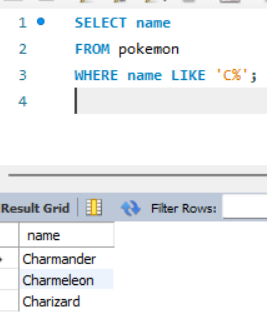 1 SELECT name
2 FROM pokemon
3 WHERE name LIKE 'C%';
4
Result Grid Filter Rows:
name
Charmander
Charmeleon
Charizard